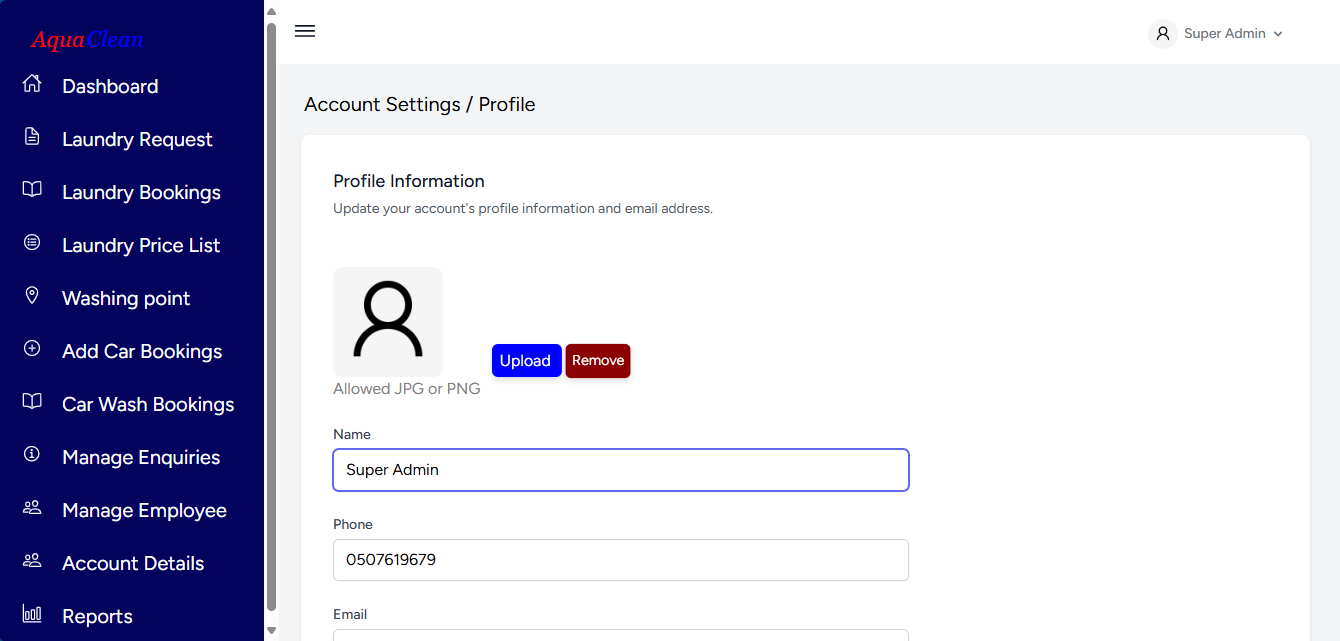 AquaClean
Dashboard
Laundry Request
Laundry Bookings
Laundry Price List
Washing point
Add Car Bookings
Car Wash Bookings
Manage Enquiries
Manage Employee
Account Details
Reports
Super Admin
Account Settings / Profile
Profile Information
Update your account's profile information and email address.
Upload
Remove
Allowed JPG or PNG
Name
Super Admin
Phone
0507619679
Email